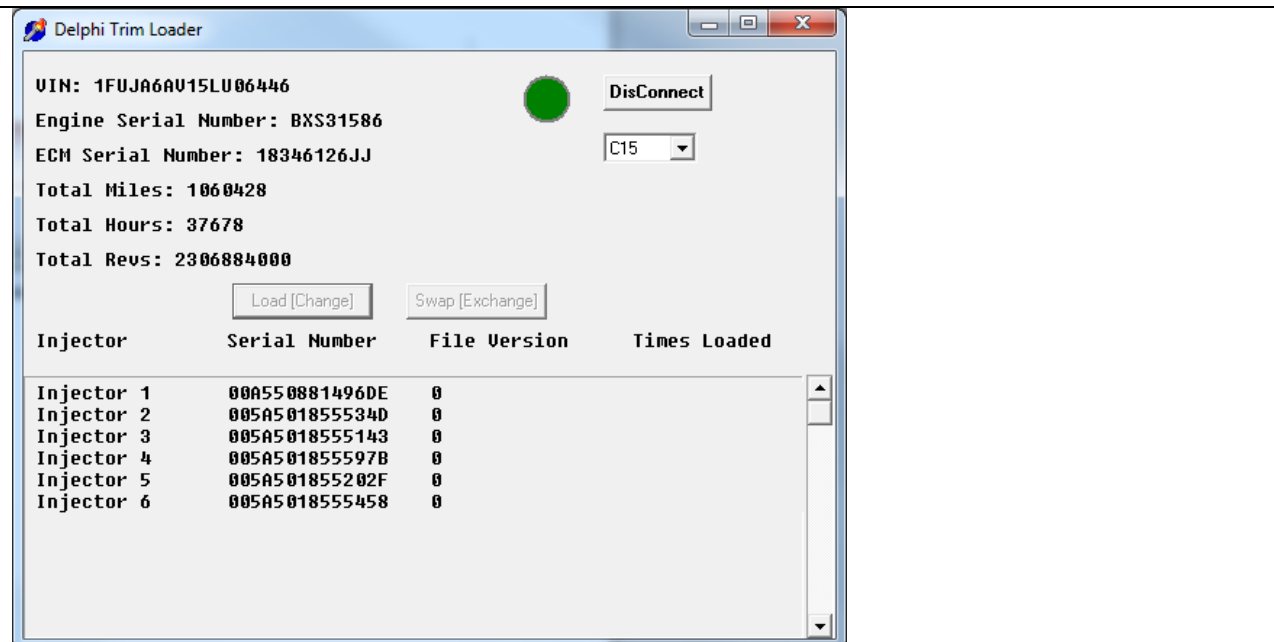 Delphi Trim Loader
VIN: 1FUJA6AV15LU06446
DisConnect
Engine Serial Number: BXS31586
ECM Serial Number: 18346126JJ
C15
Total Miles: 1060428
Total Hours: 37678
Total Revs: 2306884000
Load [Change] Swap [Exchange]
Injector Serial Number File Version Times Loaded
Injector 1 00A550881496DE 0
Injector 2 005A501855534D 0
Injector 3 005A5018555143 0
Injector 4 005A501855597B 0
Injector 5 005A501855202F 0
Injector 6 005A5018555458 0